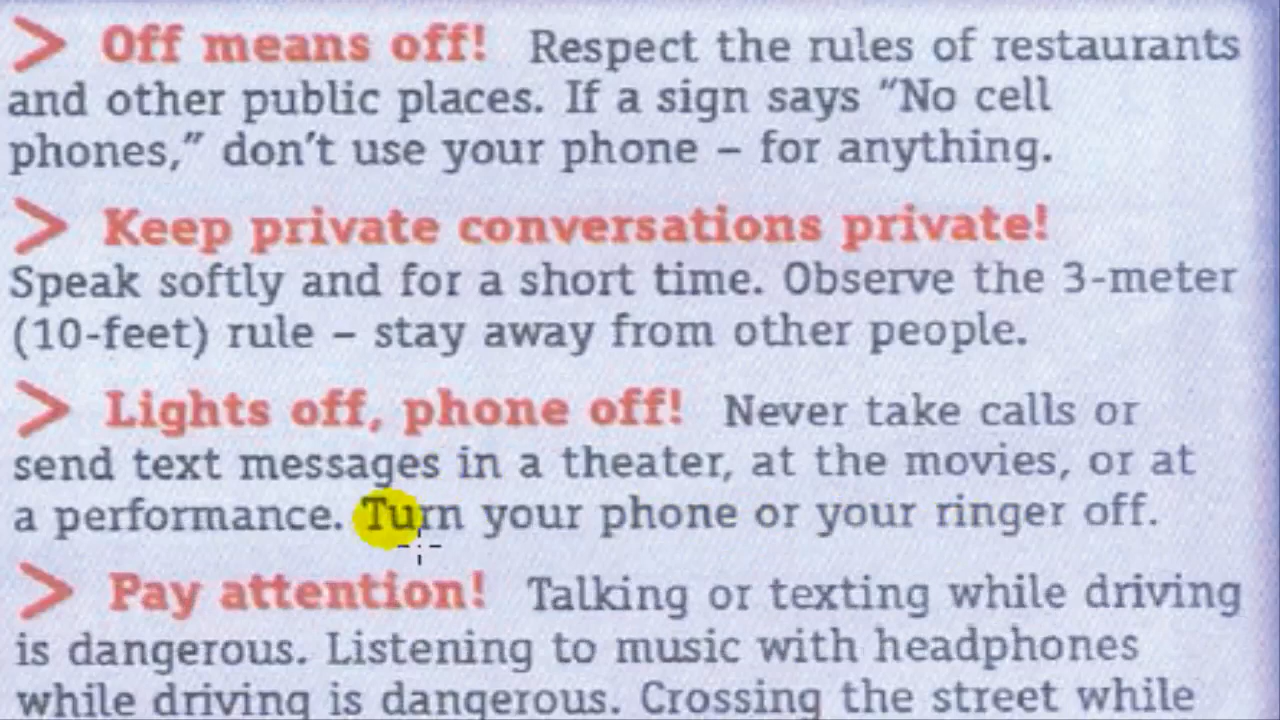 > Off means off! Respect the rules of restaurants
and other public places. If a sign says “No cell
phones,” don’t use your phone – for anything.
> Keep private conversations private!
Speak softly and for a short time. Observe the 3-meter
(10-feet) rule – stay away from other people.
> Lights off, phone off! Never take calls or
send text messages in a theater, at the movies, or at
a performance. Turn your phone or your ringer off.
> Pay attention! Talking or texting while driving
is dangerous. Listening to music with headphones
while driving is dangerous. Crossing the street while